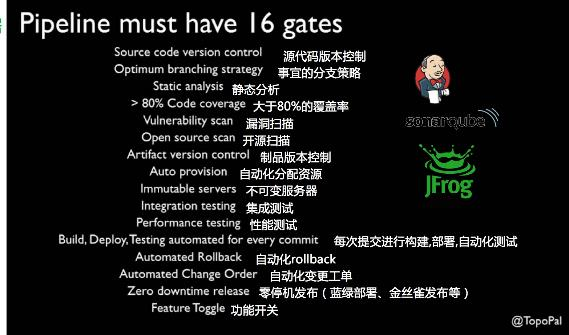 Pipeline must have 16 gates
Source code version control 源代码版本控制
Optimum branching strategy 事宜的分支策略
Static analysis 静态分析
> 80% Code coverage 大于80%的覆盖率
Vulnerability scan 漏洞扫描
Open source scan 开源扫描
Artifact version control 制品版本控制
Auto provision 自动化分配资源
Immutable servers 不可变服务器
Integration testing 集成测试
Performance testing 性能测试
Build, Deploy, Testing automated for every commit 每次提交进行构建,部署,自动化测试
Automated Rollback 自动化rollback
Automated Change Order 自动化变更工单
Zero downtime release 零停机发布（蓝绿部署、金丝雀发布等）
Feature Toggle 功能开关
sonarqube
JFrog
@TopoPal